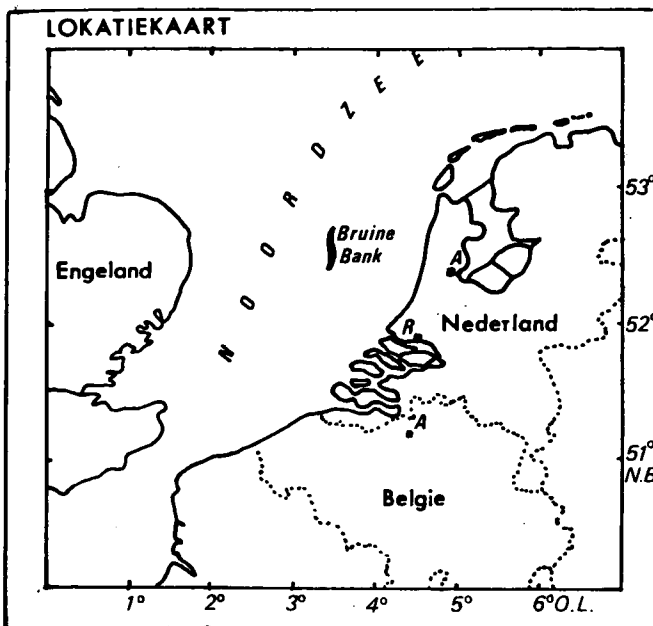 LOKATIEKAART
NOORDZEE
53°
Bruine
Bank
A
Engeland
R
Nederland
52°
A
51°
N.B
Belgie
1° 2° 3° 4° 5° 6° O.L.